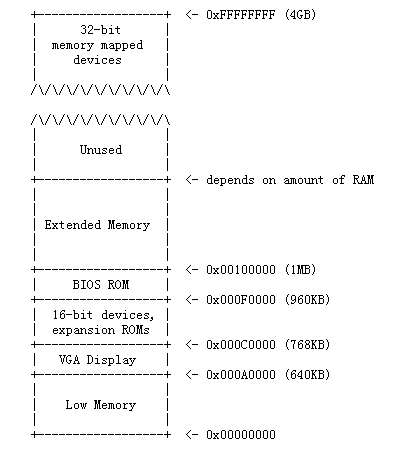 +------------------+ <- 0xFFFFFFFF (4GB)
| 32-bit |
| memory mapped |
| devices |
| |
/\/\/\/\/\/\/\/\/\/\
/\/\/\/\/\/\/\/\/\/\
| |
| Unused |
| |
+------------------+ <- depends on amount of RAM
| |
| |
| Extended Memory |
| |
| |
+------------------+ <- 0x00100000 (1MB)
| BIOS ROM |
+------------------+ <- 0x000F0000 (960KB)
| 16-bit devices, |
| expansion ROMs |
+------------------+ <- 0x000C0000 (768KB)
| VGA Display |
+------------------+ <- 0x000A0000 (640KB)
| |
| Low Memory |
| |
+------------------+ <- 0x00000000